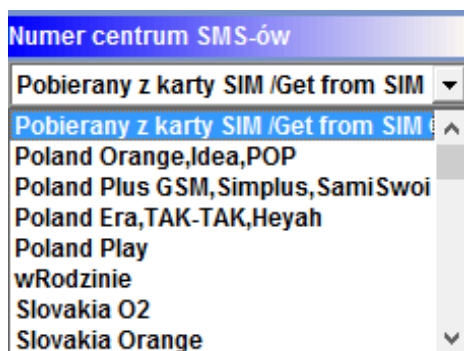 Numer centrum SMS-ów
Pobierany z karty SIM /Get from SIM
Pobierany z karty SIM /Get from SIM
Poland Orange,Idea,POP
Poland Plus GSM,Simplus,SamiSwoi
Poland Era,TAK-TAK,Heyah
Poland Play
wRodzinie
Slovakia O2
Slovakia Orange